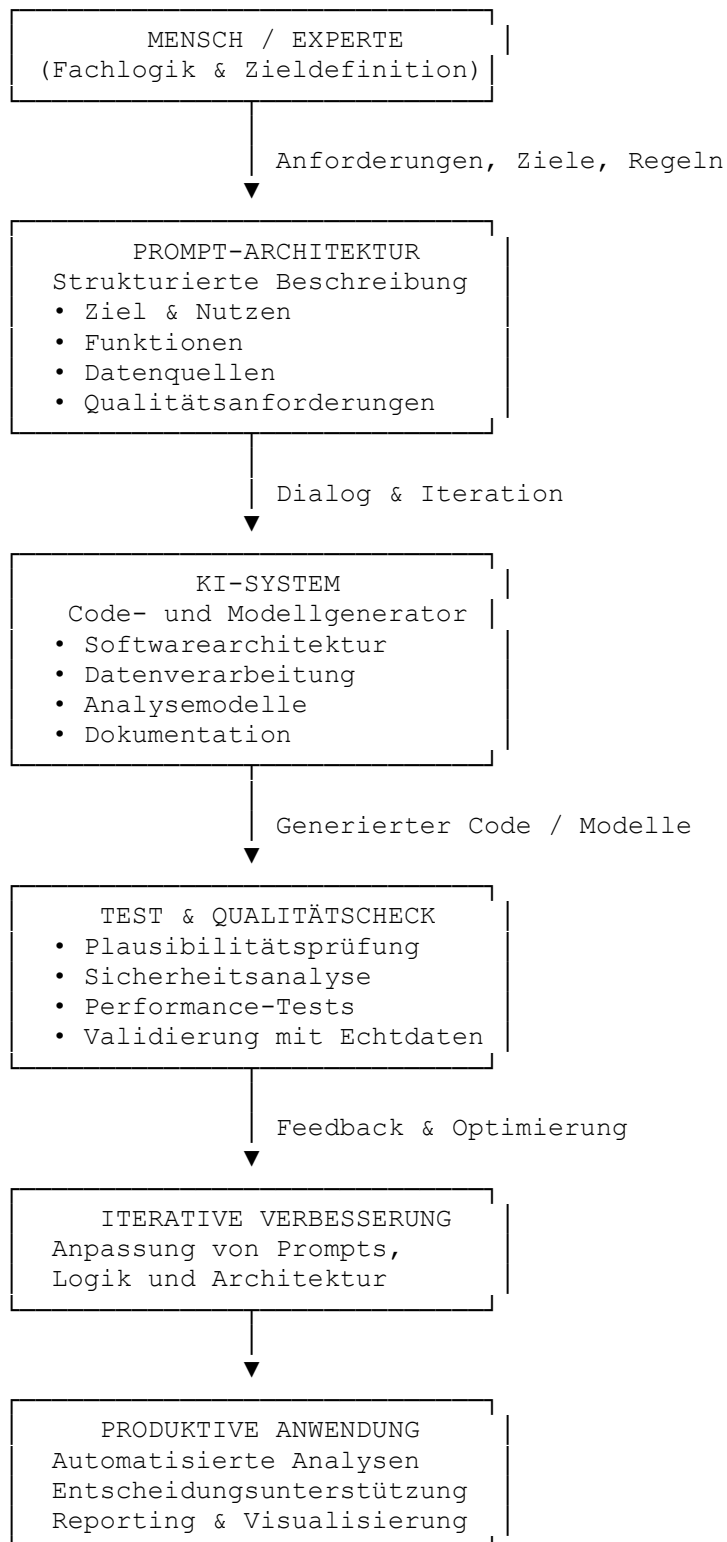 MENSCH / EXPERTE
(Fachlogik & Zieldefinition)
Anforderungen, Ziele, Regeln
PROMPT-ARCHITEKTUR
Strukturierte Beschreibung
• Ziel & Nutzen
• Funktionen
• Datenquellen
• Qualitätsanforderungen
Dialog & Iteration
KI-SYSTEM
Code- und Modellgenerator
• Softwarearchitektur
• Datenverarbeitung
• Analysemodelle
• Dokumentation
Generierter Code / Modelle
TEST & QUALITÄTSCHECK
• Plausibilitätsprüfung
• Sicherheitsanalyse
• Performance-Tests
• Validierung mit Echtdaten
Feedback & Optimierung
ITERATIVE VERBESSERUNG
Anpassung von Prompts,
Logik und Architektur
PRODUKTIVE ANWENDUNG
Automatisierte Analysen
Entscheidungsunterstützung
Reporting & Visualisierung